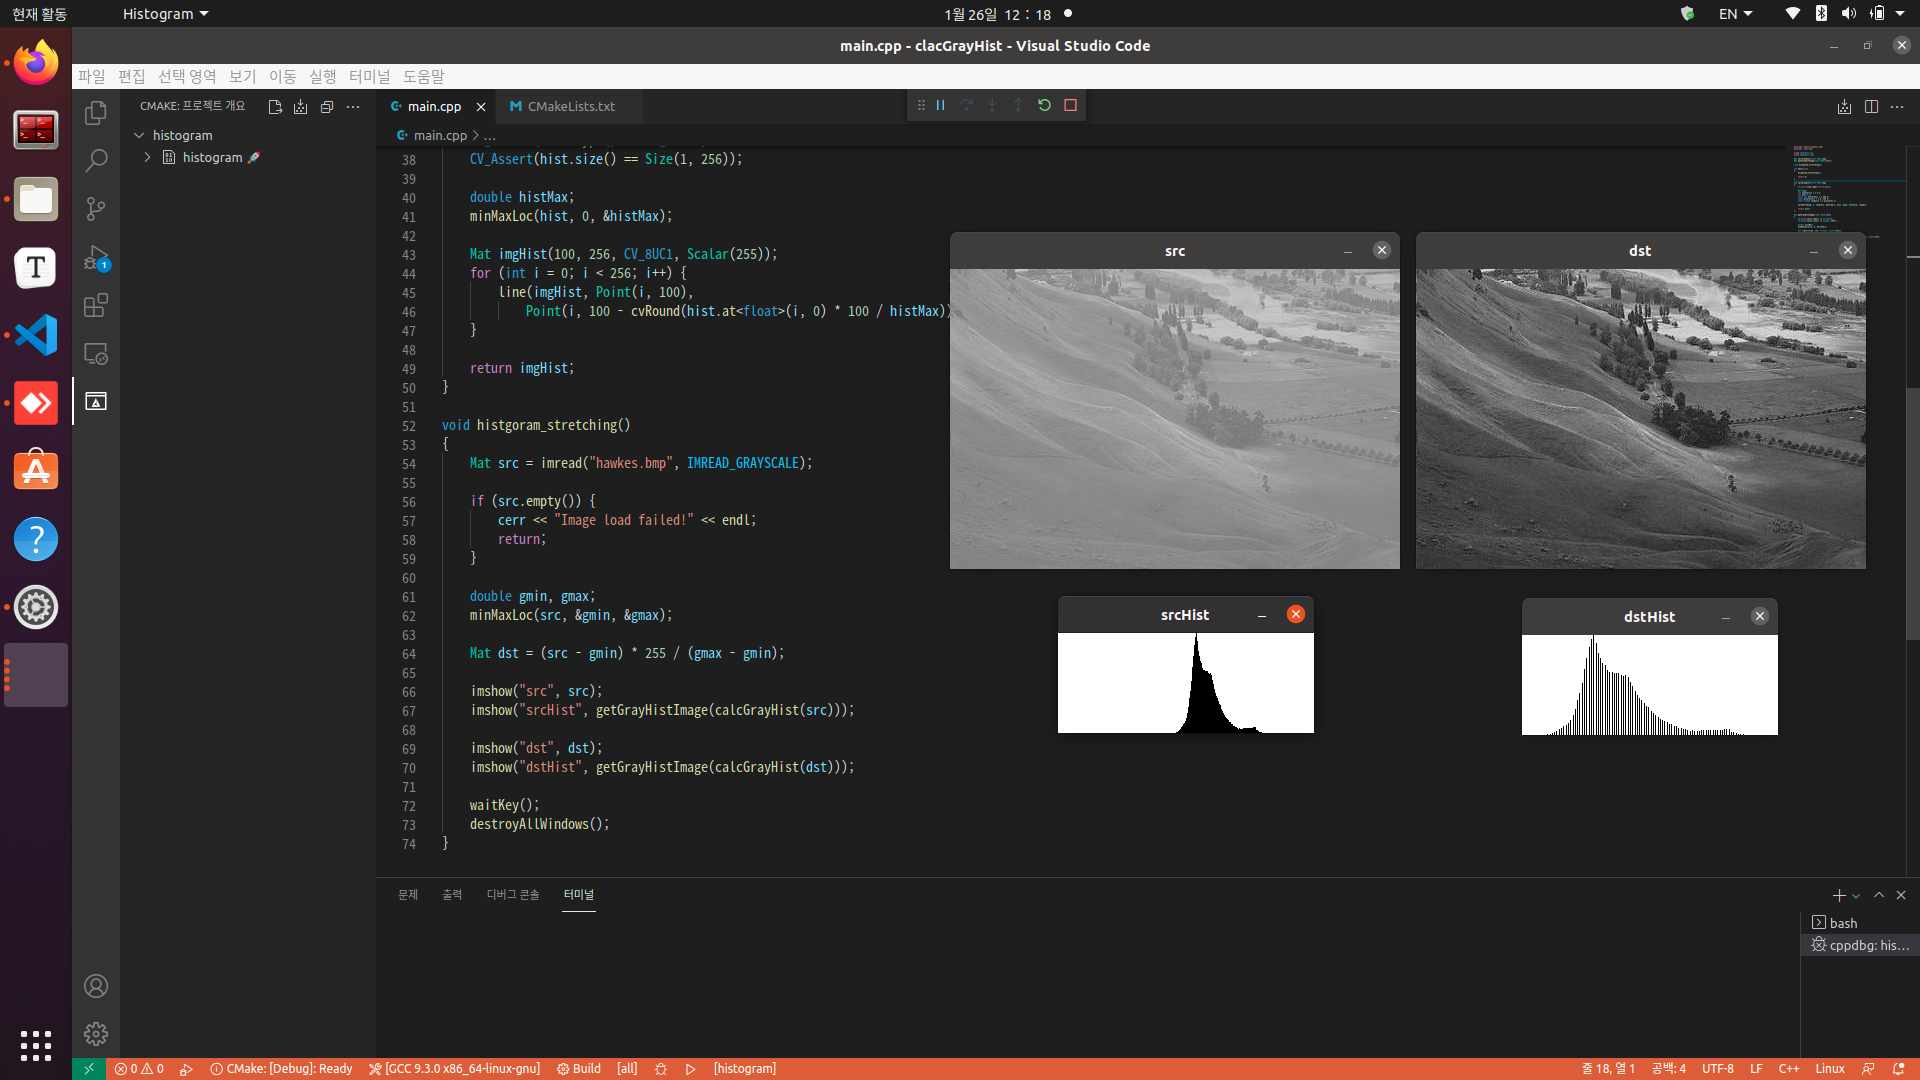 현재 활동
Histogram
1월 26일 12 : 18
EN
main.cpp - clacGrayHist - Visual Studio Code
파일 편집 선택 영역 보기 이동 실행 터미널 도움말
CMAKE: 프로젝트 개요
histogram
histogram 🚀
main.cpp
CMakeLists.txt
main.cpp > ...
38 CV_Assert(hist.size() == Size(1, 256));
39
40 double histMax;
41 minMaxLoc(hist, 0, &histMax);
42
43 Mat imgHist(100, 256, CV_8UC1, Scalar(255));
44 for (int i = 0; i < 256; i++) {
45 line(imgHist, Point(i, 100),
46 Point(i, 100 - cvRound(hist.at<float>(i, 0) * 100 / histMax))
47 }
48
49 return imgHist;
50 }
51
52 void histgoram_stretching()
53 {
54 Mat src = imread("hawkes.bmp", IMREAD_GRAYSCALE);
55
56 if (src.empty()) {
57 cerr << "Image load failed!" << endl;
58 return;
59 }
60
61 double gmin, gmax;
62 minMaxLoc(src, &gmin, &gmax);
63
64 Mat dst = (src - gmin) * 255 / (gmax - gmin);
65
66 imshow("src", src);
67 imshow("srcHist", getGrayHistImage(calcGrayHist(src)));
68
69 imshow("dst", dst);
70 imshow("dstHist", getGrayHistImage(calcGrayHist(dst)));
71
72 waitKey();
73 destroyAllWindows();
74 }
src
dst
srcHist
dstHist
문제 출력 디버그 콘솔 터미널
bash
cppdbg: his...
0 0 CMake: [Debug]: Ready [GCC 9.3.0 x86_64-linux-gnu] Build [all] [histogram]
줄 18, 열 1 공백: 4 UTF-8 LF C++ Linux
1